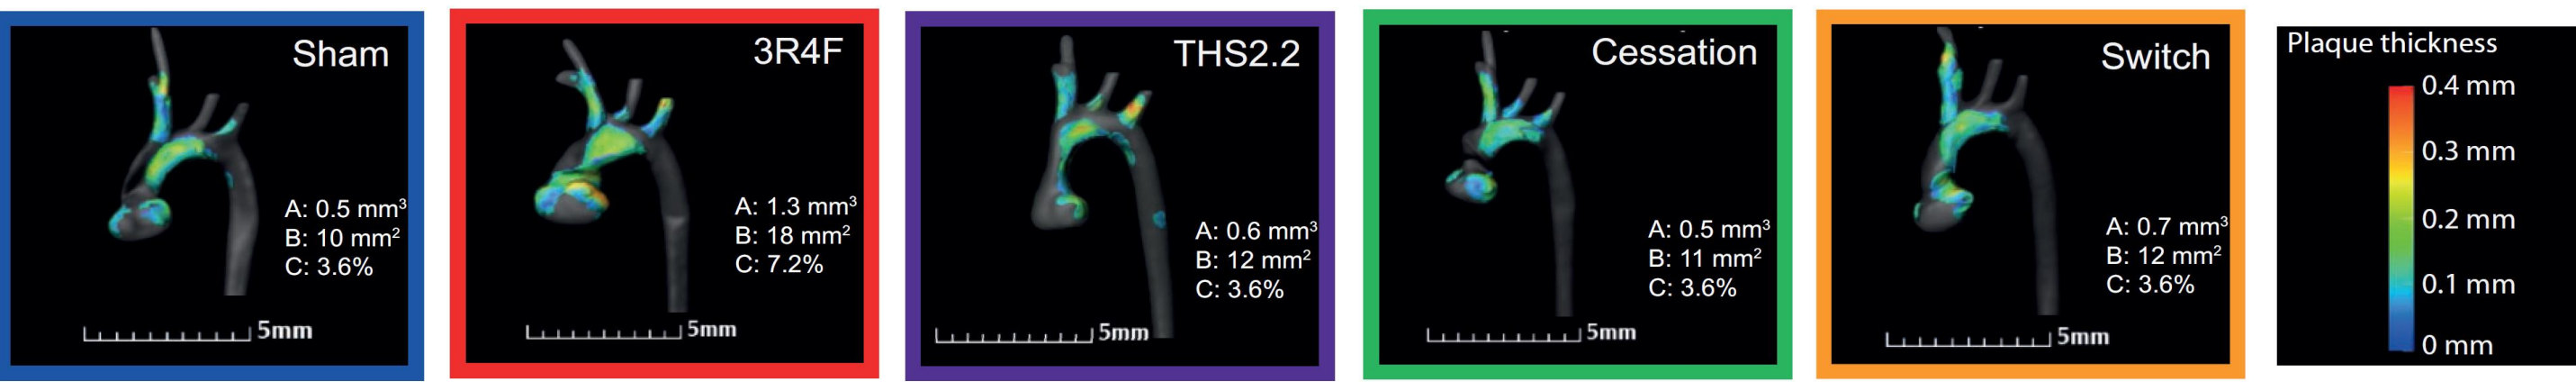 Sham
A: 0.5 mm³
B: 10 mm²
C: 3.6%
5mm
3R4F
A: 1.3 mm³
B: 18 mm²
C: 7.2%
5mm
THS2.2
A: 0.6 mm³
B: 12 mm²
C: 3.6%
5mm
Cessation
A: 0.5 mm³
B: 11 mm²
C: 3.6%
5mm
Switch
A: 0.7 mm³
B: 12 mm²
C: 3.6%
5mm
Plaque thickness
0.4 mm
0.3 mm
0.2 mm
0.1 mm
0 mm